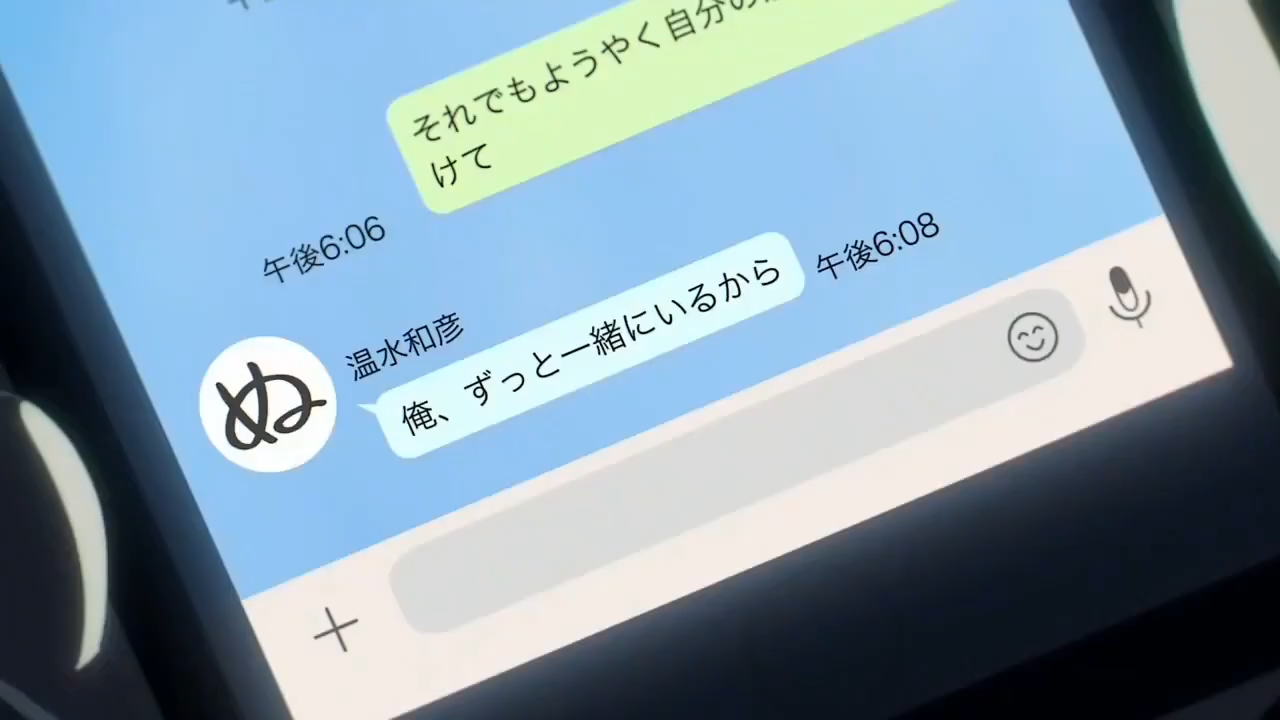 それでもようやく自分の
けて
午後6:06
温水和彦
ぬ
俺、ずっと一緒にいるから
午後6:08